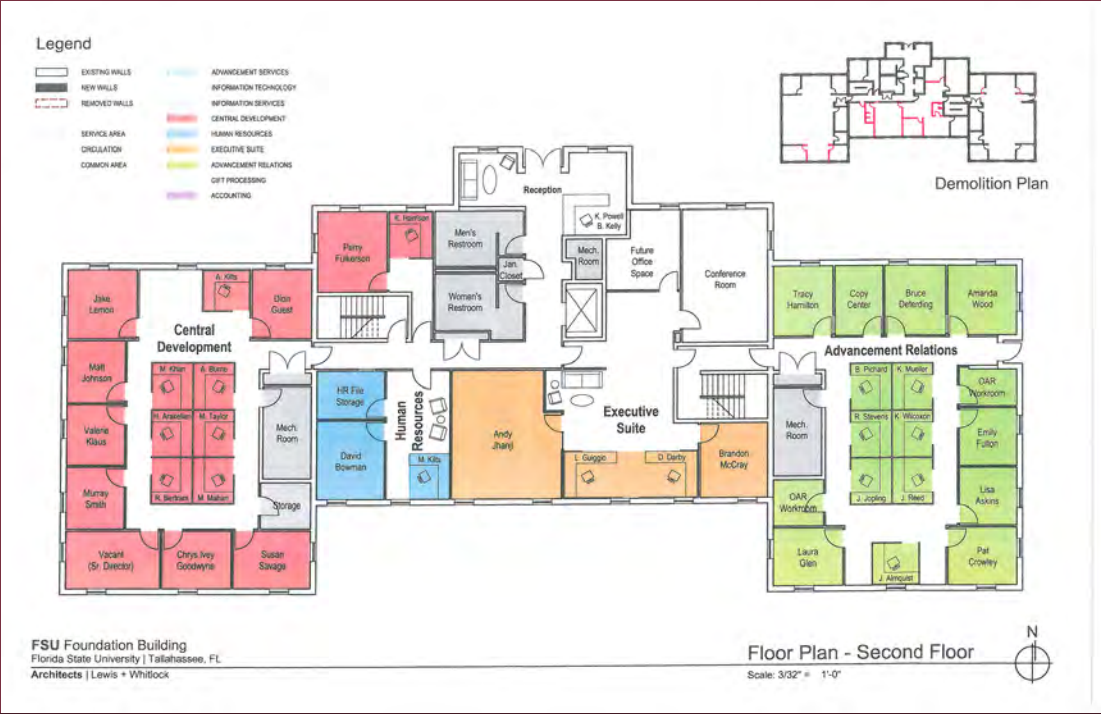 Legend
EXISTING WALLS
NEW WALLS
REMOVED WALLS
SERVICE AREA
CIRCULATION
COMMON AREA
ADVANCEMENT SERVICES
INFORMATION TECHNOLOGY
INFORMATION SERVICES
CENTRAL DEVELOPMENT
HUMAN RESOURCES
EXECUTIVE SUITE
ADVANCEMENT RELATIONS
GIFT PROCESSING
ACCOUNTING
Demolition Plan
Reception
K. Powell
B. Kelly
K. Harrison
Perry
Fulkerson
Men's
Restroom
Jan.
Closet
Women's
Restroom
Mech.
Room
Future
Office
Space
Conference
Room
Jake
Lemon
A. Kilts
Dion
Guest
Central
Development
Matt
Johnson
Valerie
Klaus
Murray
Smith
Vacant
(Sr. Director)
Chrys Ivey
Goodwyne
Susan
Savage
M. Khan
A. Blume
H. Arakelian
M. Taylor
R. Bertram
M. Mahan
Mech.
Room
Storage
HR File
Storage
David
Bowman
Human
Resources
M. Kilts
Andy
Jhanji
Executive
Suite
L. Guiggio
D. Derby
Brandon
McCray
Tracy
Hamilton
Copy
Center
Bruce
Deterding
Amanda
Wood
Advancement Relations
Mech.
Room
B. Pichard
K. Mueller
R. Stevens
K. Wilcoxon
J. Jopling
J. Reed
OAR
Workroom
Emily
Fulton
Lisa
Askins
Pat
Crowley
OAR
Workroom
Laura
Glen
J. Almquist
FSU Foundation Building
Florida State University | Tallahassee, FL
Architects | Lewis + Whitlock
Floor Plan - Second Floor
Scale: 3/32" = 1'-0"
N